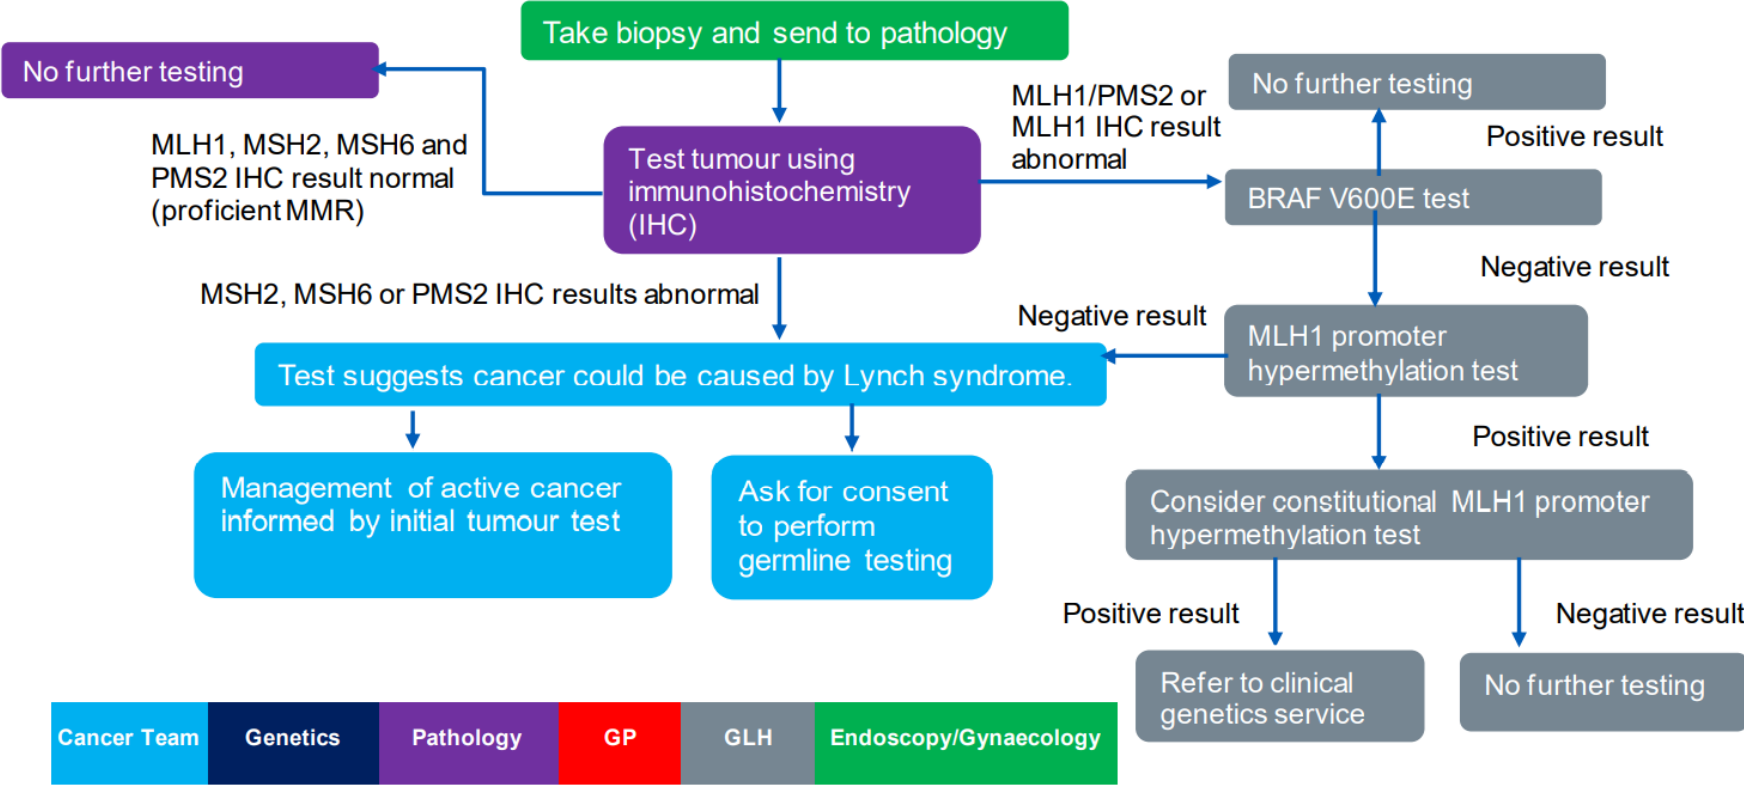 Take biopsy and send to pathology
No further testing
No further testing
MLH1/PMS2 or
MLH1 IHC result
abnormal
Positive result
MLH1, MSH2, MSH6 and
PMS2 IHC result normal
(proficient MMR)
Test tumour using
immunohistochemistry
(IHC)
BRAF V600E test
Negative result
MSH2, MSH6 or PMS2 IHC results abnormal
Negative result
MLH1 promoter
hypermethylation test
Test suggests cancer could be caused by Lynch syndrome.
Positive result
Management of active cancer
informed by initial tumour test
Ask for consent
to perform
germline testing
Consider constitutional MLH1 promoter
hypermethylation test
Positive result
Negative result
Refer to clinical
genetics service
No further testing
Cancer Team
Genetics
Pathology
GP
GLH
Endoscopy/Gynaecology